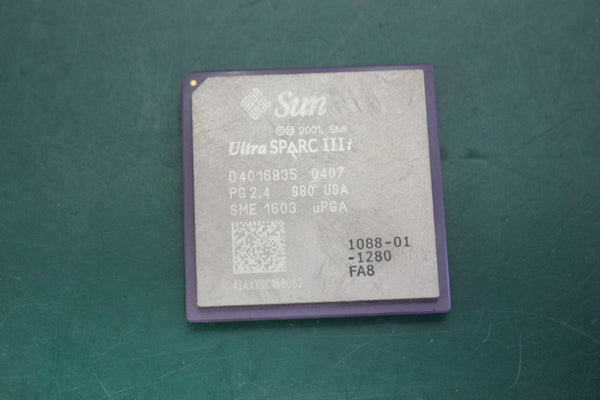 Sun
©Ⓜ 2001, SMI
UltraSPARC IIIi
D4016935 0407
PG2.4 980 USA
SME 1603 uPGA
1088-01
-1280
FA8